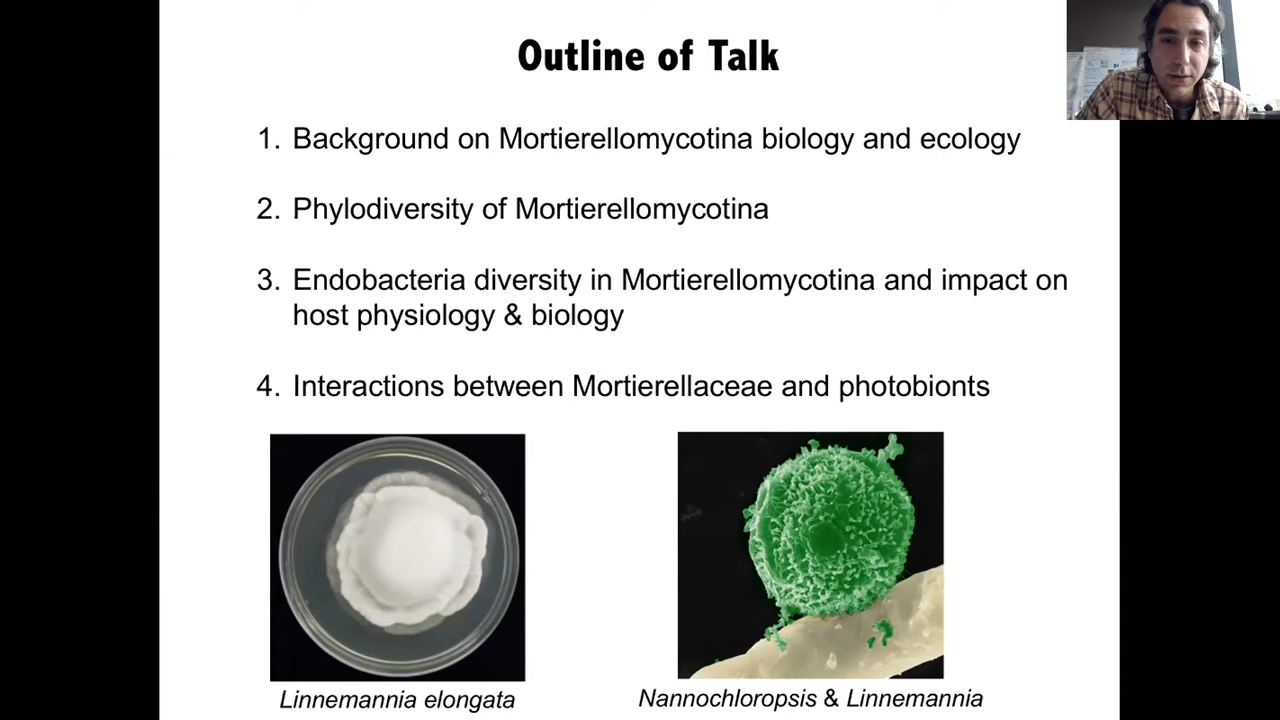 Outline of Talk
1. Background on Mortierellomycotina biology and ecology
2. Phylodiversity of Mortierellomycotina
3. Endobacteria diversity in Mortierellomycotina and impact on
host physiology & biology
4. Interactions between Mortierellaceae and photobionts
Linnemannia elongata
Nannochloropsis & Linnemannia